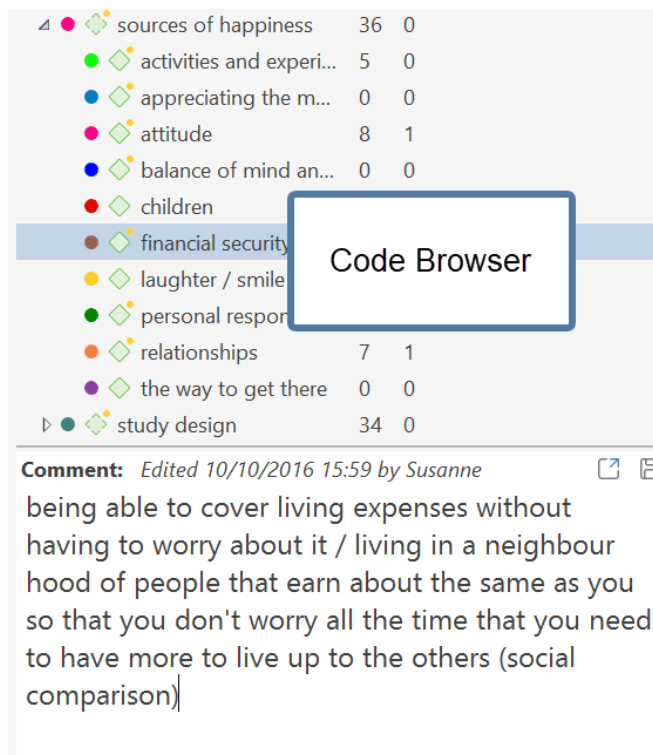 sources of happiness 36 0
activities and experi... 5 0
appreciating the m... 0 0
attitude 8 1
balance of mind an... 0 0
children
financial security
laughter / smile
personal respon
relationships 7 1
the way to get there 0 0
study design 34 0
Code Browser
Comment: Edited 10/10/2016 15:59 by Susanne
being able to cover living expenses without
having to worry about it / living in a neighbour
hood of people that earn about the same as you
so that you don't worry all the time that you need
to have more to live up to the others (social
comparison)